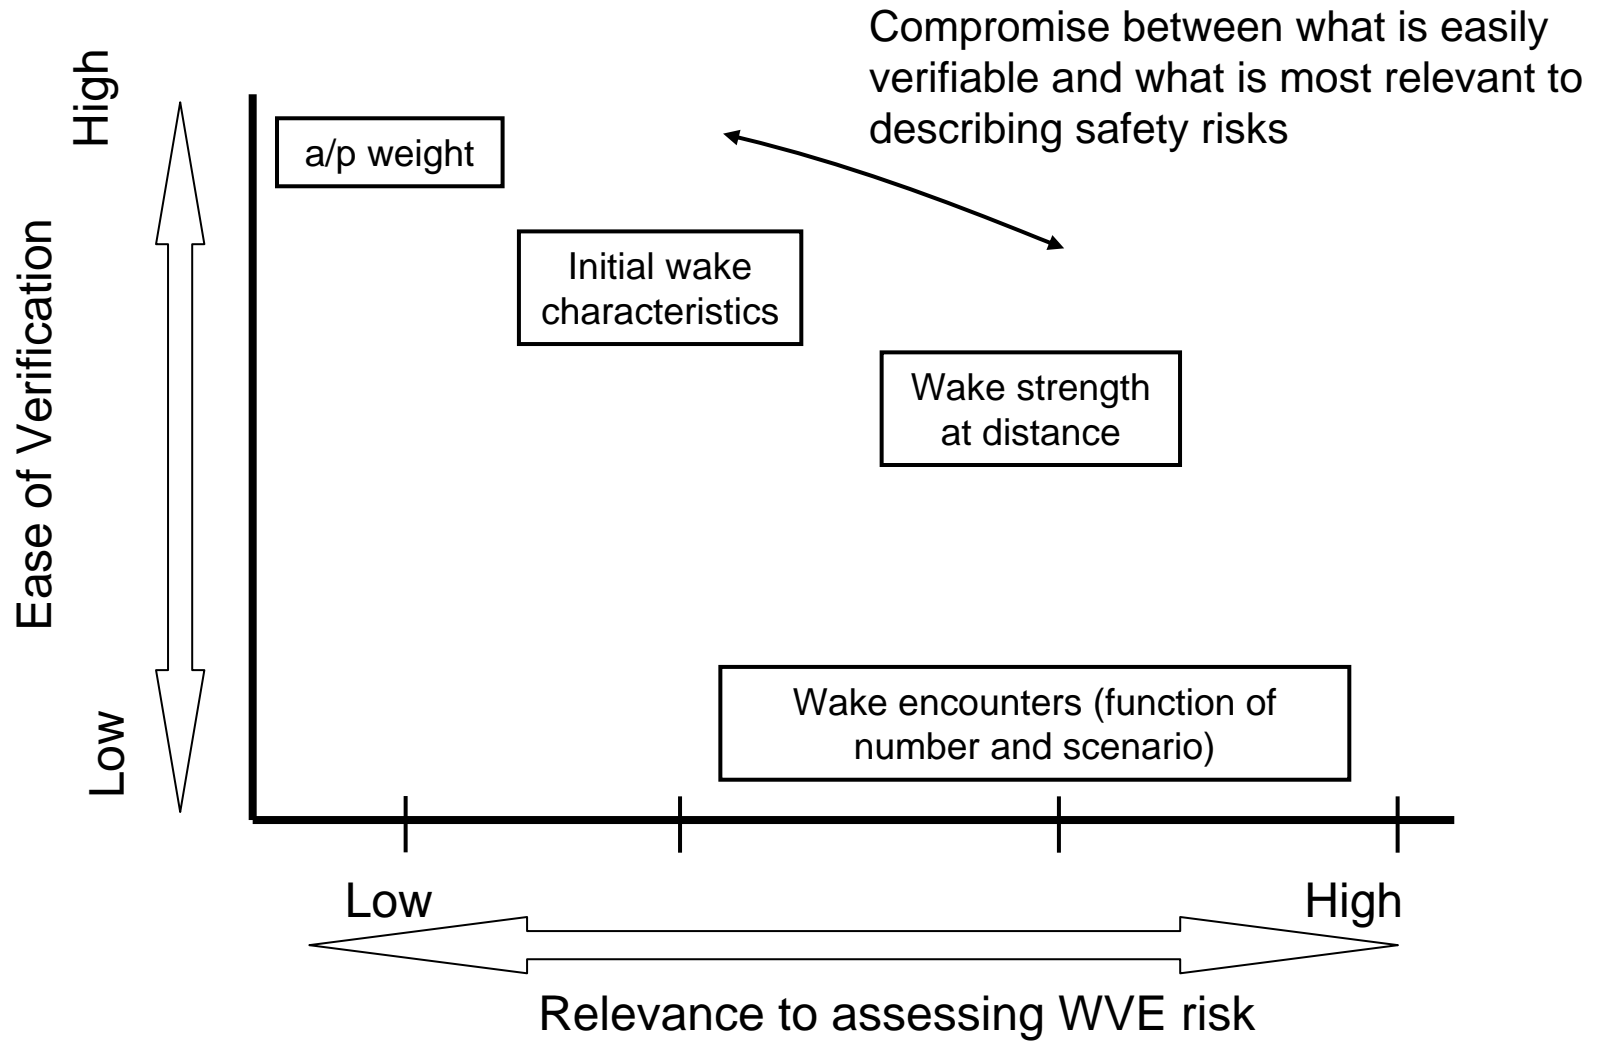 Compromise between what is easily
verifiable and what is most relevant to
describing safety risks
High
a/p weight
Ease of Verification
Initial wake
characteristics
Wake strength
at distance
Low
Wake encounters (function of
number and scenario)
Low
High
Relevance to assessing WVE risk